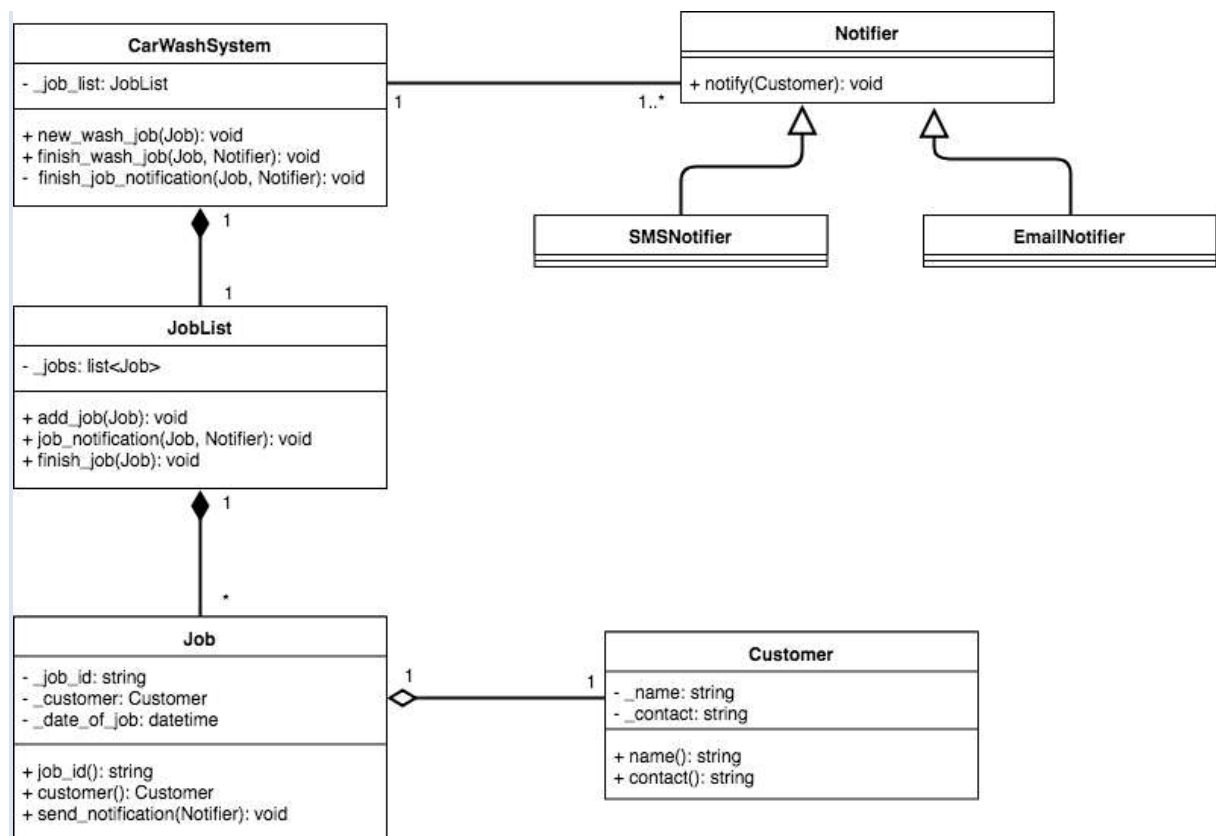 CarWashSystem
- _job_list: JobList
+ new_wash_job(Job): void
+ finish_wash_job(Job, Notifier): void
- finish_job_notification(Job, Notifier): void
1
1..*
Notifier
+ notify(Customer): void
SMSNotifier
EmailNotifier
1
1
JobList
- _jobs: list<Job>
+ add_job(Job): void
+ job_notification(Job, Notifier): void
+ finish_job(Job): void
1
*
Job
- _job_id: string
- _customer: Customer
- _date_of_job: datetime
+ job_id(): string
+ customer(): Customer
+ send_notification(Notifier): void
1
1
Customer
- _name: string
- _contact: string
+ name(): string
+ contact(): string